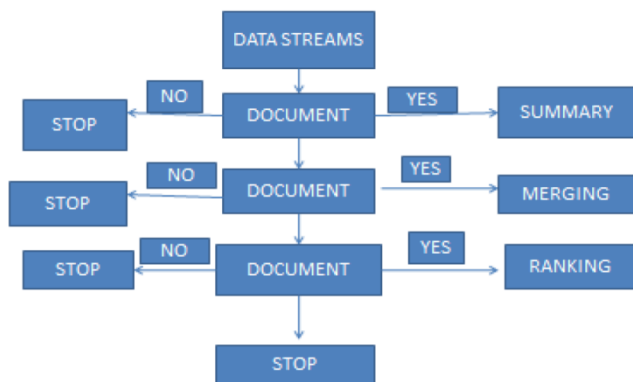 DATA STREAMS
NO
YES
STOP
DOCUMENT
SUMMARY
NO
YES
STOP
DOCUMENT
MERGING
NO
YES
STOP
DOCUMENT
RANKING
STOP